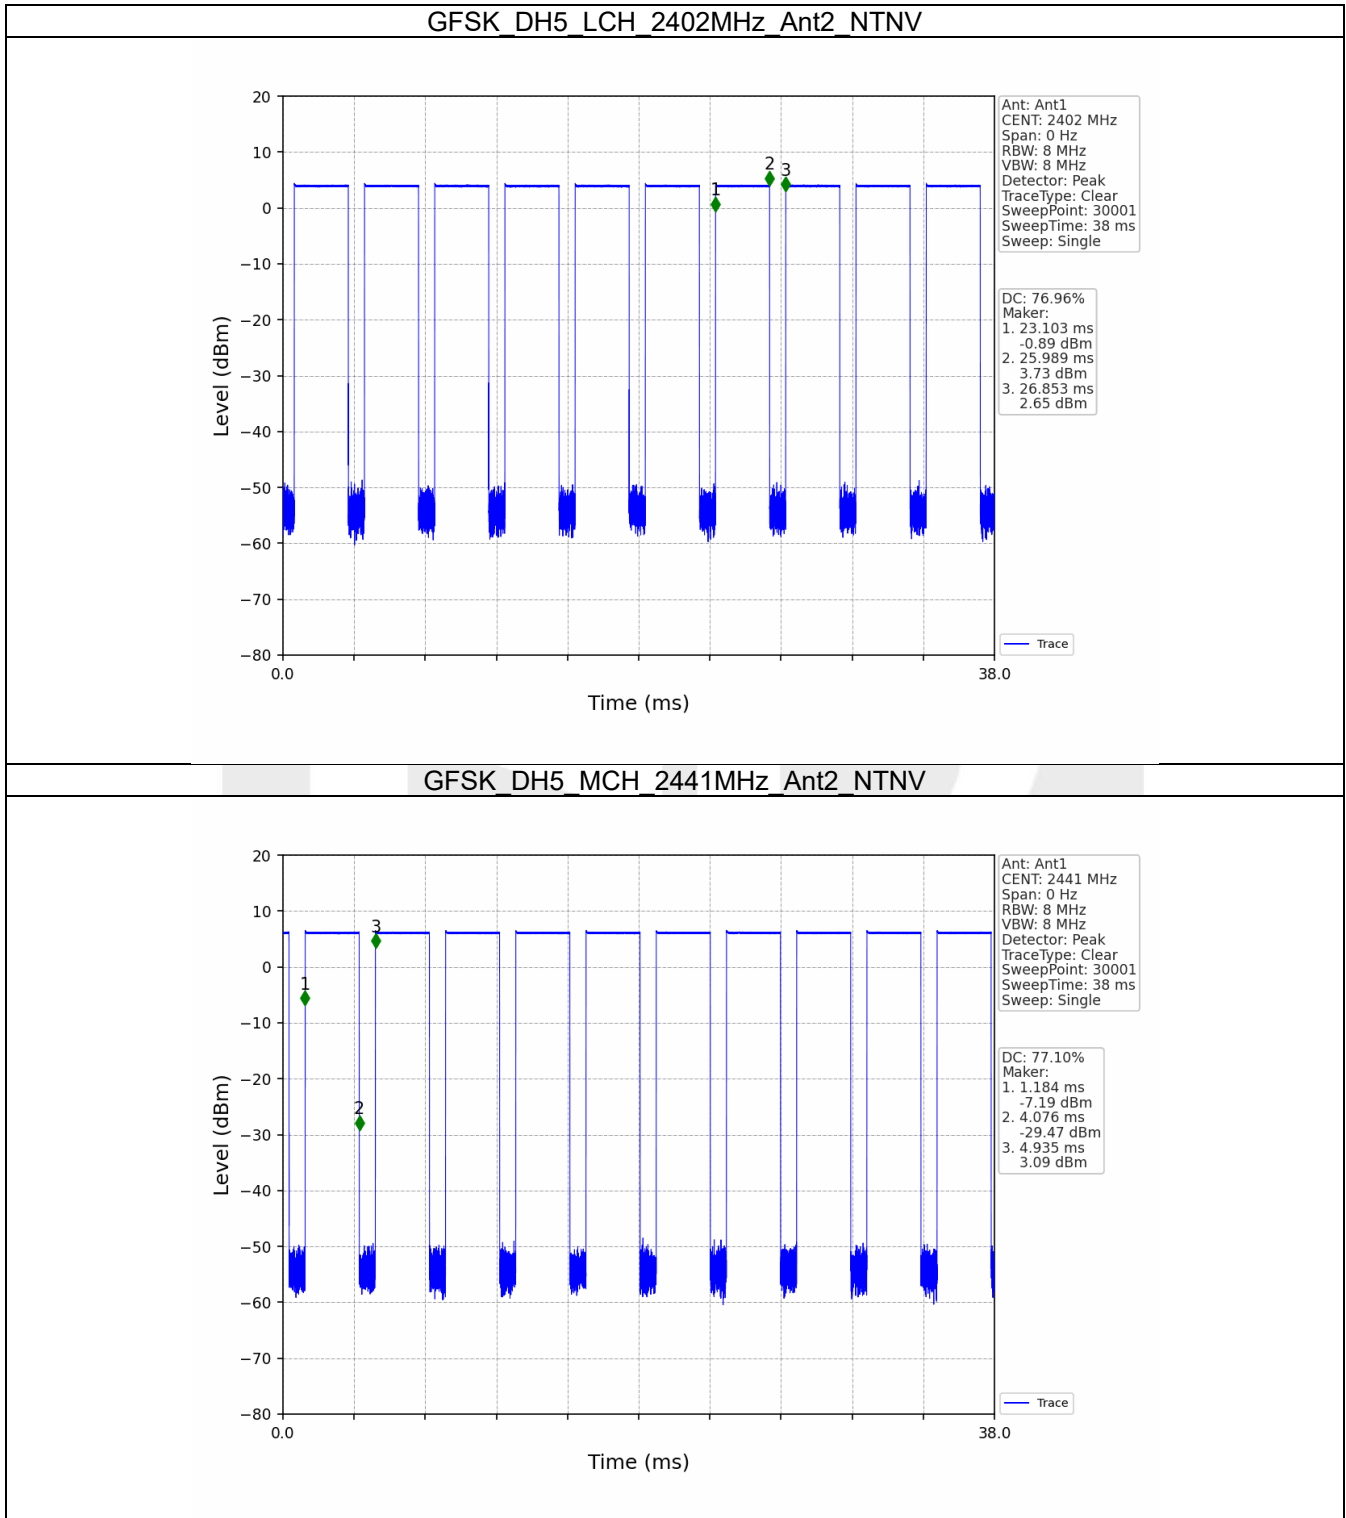 GFSK_DH5_LCH_2402MHz_Ant2_NTNV
20
10
0
−10
−20
−30
−40
−50
−60
−70
−80
Level (dBm)
0.0
38.0
Time (ms)
1
2
3
Ant: Ant1
CENT: 2402 MHz
Span: 0 Hz
RBW: 8 MHz
VBW: 8 MHz
Detector: Peak
TraceType: Clear
SweepPoint: 30001
SweepTime: 38 ms
Sweep: Single
DC: 76.96%
Maker:
1. 23.103 ms
-0.89 dBm
2. 25.989 ms
3.73 dBm
3. 26.853 ms
2.65 dBm
Trace
GFSK_DH5_MCH_2441MHz_Ant2_NTNV
20
10
0
−10
−20
−30
−40
−50
−60
−70
−80
Level (dBm)
0.0
38.0
Time (ms)
1
2
3
Ant: Ant1
CENT: 2441 MHz
Span: 0 Hz
RBW: 8 MHz
VBW: 8 MHz
Detector: Peak
TraceType: Clear
SweepPoint: 30001
SweepTime: 38 ms
Sweep: Single
DC: 77.10%
Maker:
1. 1.184 ms
-7.19 dBm
2. 4.076 ms
-29.47 dBm
3. 4.935 ms
3.09 dBm
Trace